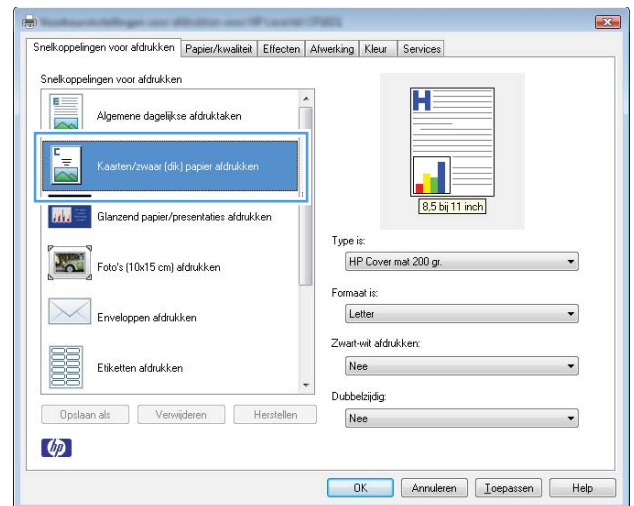 Snelkoppelingen voor afdrukken Papier/kwaliteit Effecten Afwerking Kleur Services
Snelkoppelingen voor afdrukken
Algemene dagelijkse afdruktaken
Kaarten/zwaar (dik) papier afdrukken
Glanzend papier/presentaties afdrukken
Foto's (10x15 cm) afdrukken
Enveloppen afdrukken
Etiketten afdrukken
Opslaan als Verwijderen Herstellen
hp
H
8,5 bij 11 inch
Type is:
HP Cover mat 200 gr.
Formaat is:
Letter
Zwart-wit afdrukken:
Nee
Dubbelzijdig:
Nee
OK Annuleren Toepassen Help